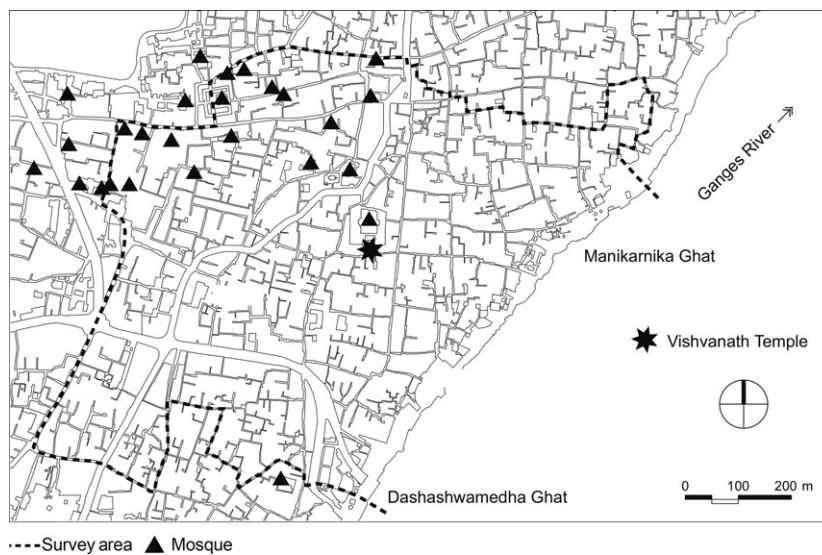 Ganges River
Manikarnika Ghat
Vishvanath Temple
0 100 200 m
Dashashwamedha Ghat
Survey area Mosque